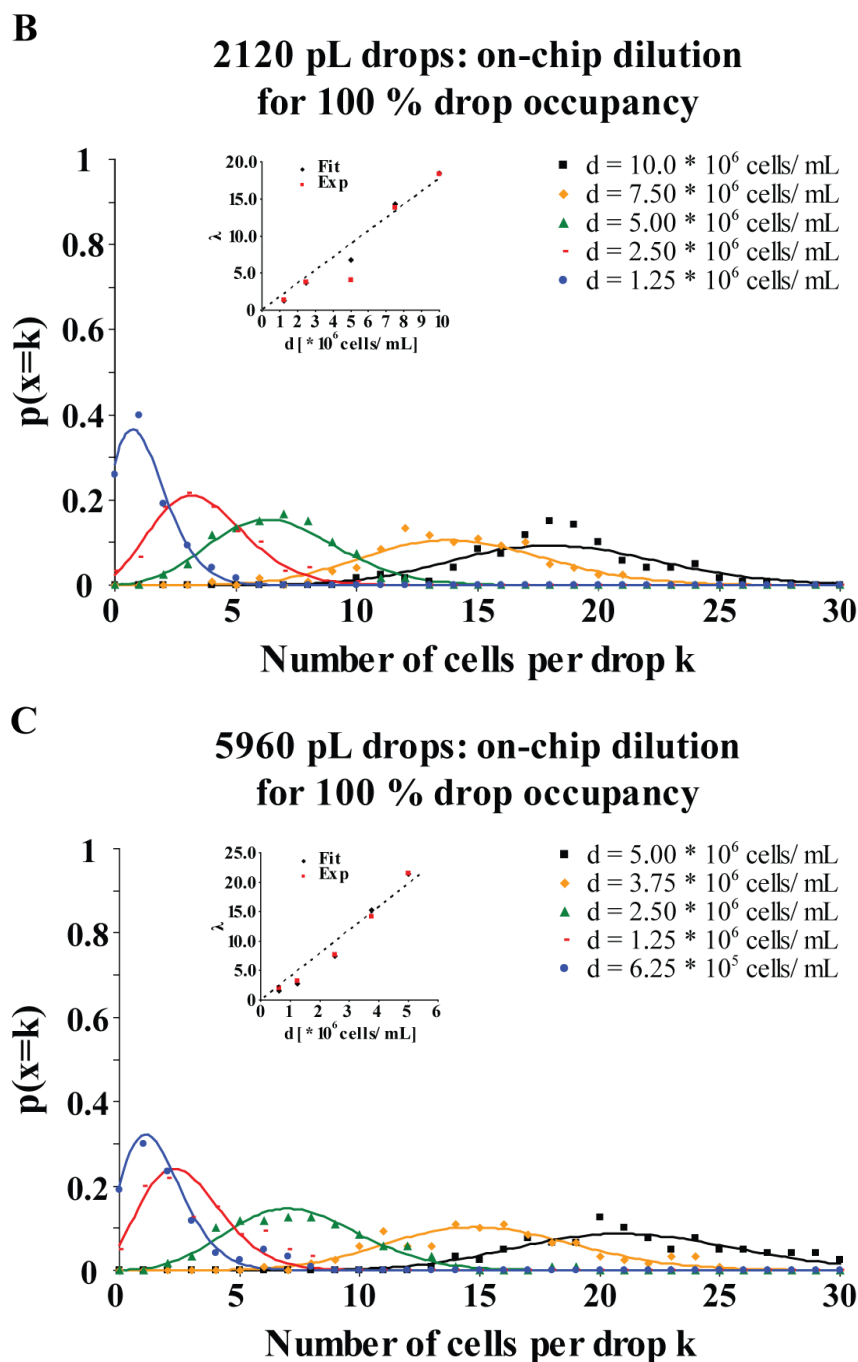 B
2120 pL drops: on-chip dilution
for 100 % drop occupancy
1
0.8
0.6
0.4
0.2
0
p(x=k)
20.0
15.0
10.0
5.0
0.0
λ
Fit
Exp
0 1 2 3 4 5 6 7 8 9 10
d [ * 10⁶ cells/ mL]
d = 10.0 * 10⁶ cells/ mL
d = 7.50 * 10⁶ cells/ mL
d = 5.00 * 10⁶ cells/ mL
d = 2.50 * 10⁶ cells/ mL
d = 1.25 * 10⁶ cells/ mL
0 5 10 15 20 25 30
Number of cells per drop k
C
5960 pL drops: on-chip dilution
for 100 % drop occupancy
1
0.8
0.6
0.4
0.2
0
p(x=k)
25.0
20.0
15.0
10.0
5.0
0
λ
Fit
Exp
0 1 2 3 4 5 6
d [ * 10⁶ cells/ mL]
d = 5.00 * 10⁶ cells/ mL
d = 3.75 * 10⁶ cells/ mL
d = 2.50 * 10⁶ cells/ mL
d = 1.25 * 10⁶ cells/ mL
d = 6.25 * 10⁵ cells/ mL
0 5 10 15 20 25 30
Number of cells per drop k